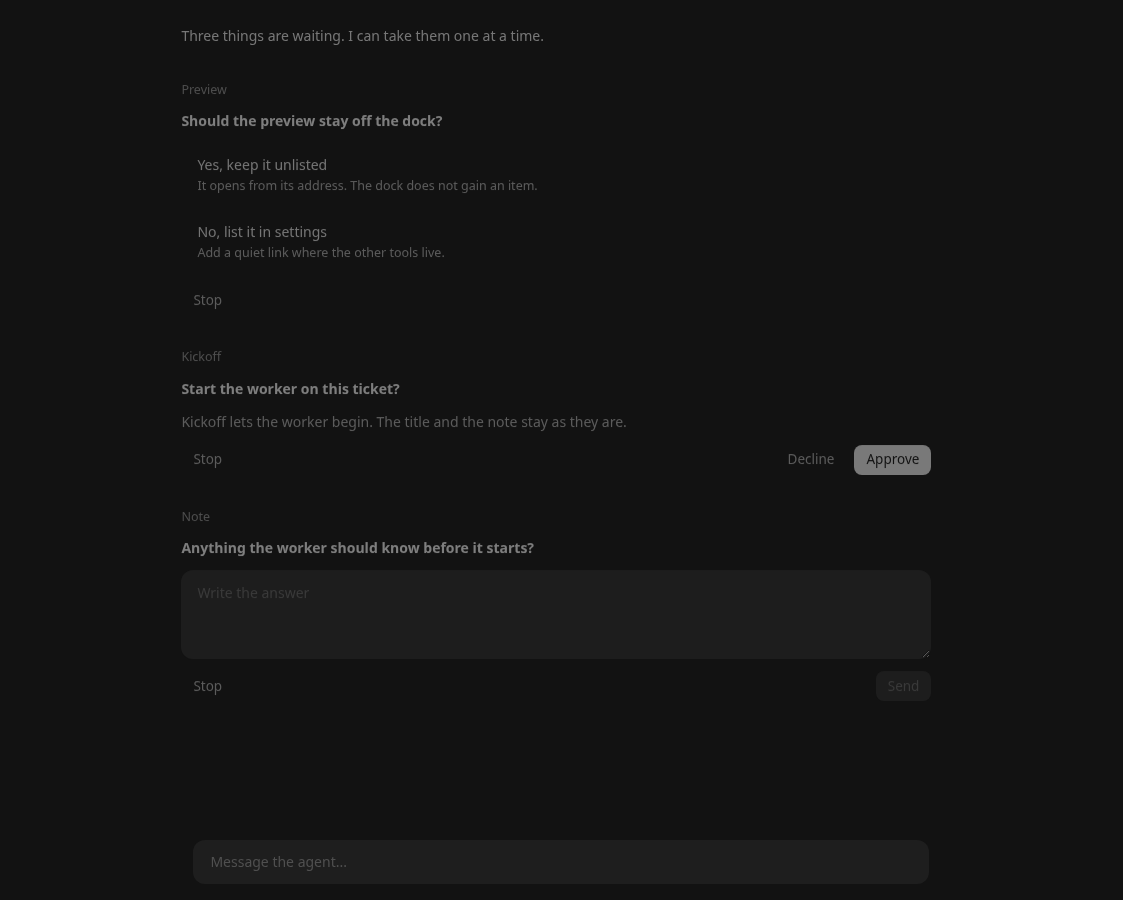 Three things are waiting. I can take them one at a time.
Preview
Should the preview stay off the dock?
Yes, keep it unlisted
It opens from its address. The dock does not gain an item.
No, list it in settings
Add a quiet link where the other tools live.
Stop
Kickoff
Start the worker on this ticket?
Kickoff lets the worker begin. The title and the note stay as they are.
Stop
Decline
Approve
Note
Anything the worker should know before it starts?
Write the answer
Stop
Send
Message the agent...